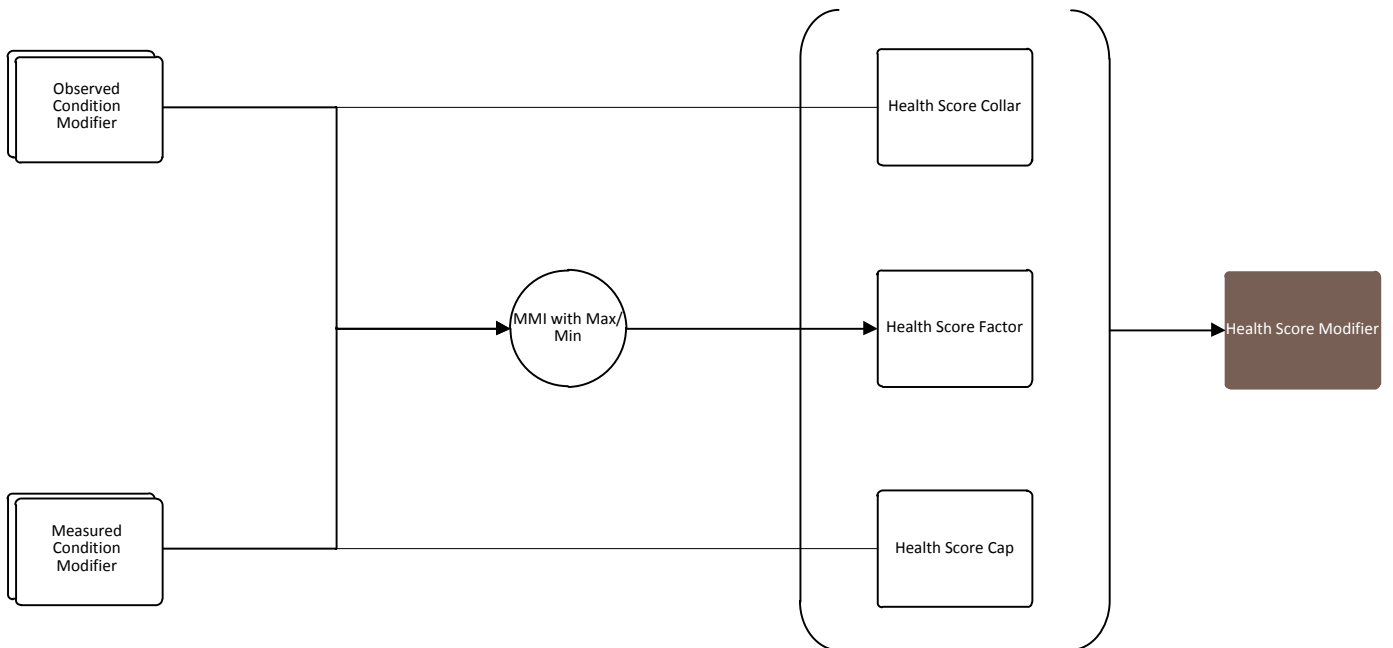 Observed
Condition
Modifier
Health Score Collar
MMI with Max/
Min
Health Score Factor
Health Score Modifier
Measured
Condition
Modifier
Health Score Cap